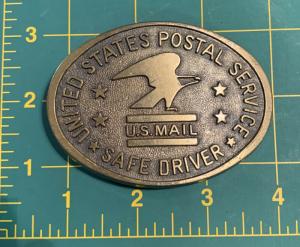 UNITED STATES POSTAL SERVICE
U.S. MAIL
SAFE DRIVER
3
2
1
1
2
3
4